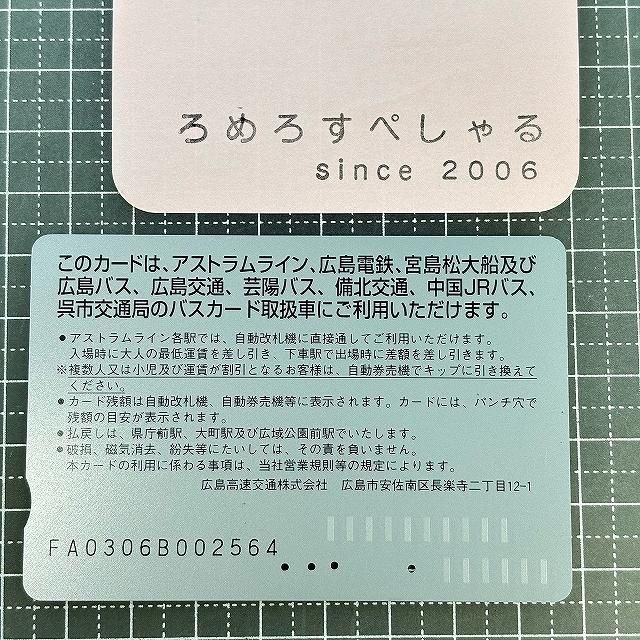 ろめろすぺしゃる
since 2006
このカードは、アストラムライン、広島電鉄、宮島松大船及び
広島バス、広島交通、芸陽バス、備北交通、中国JRバス、
呉市交通局のバスカード取扱車にご利用いただけます。
●アストラムライン各駅では、自動改札機に直接通してご利用いただけます。
入場時に大人の最低運賃を差し引き、下車駅で出場時に差額を差し引きます。
※複数人又は小児及び運賃が割引となるお客様は、自動券売機でキップに引き換えて
ください。
●カード残額は自動改札機、自動券売機等に表示されます。カードには、パンチ穴で
残額の目安が表示されます。
●払戻しは、県庁前駅、大町駅及び広域公園前駅でいたします。
●破損、磁気消去、紛失等にたいしては、その責を負いません。
本カードの利用に係わる事項は、当社営業規則等の規定によります。
広島高速交通株式会社 広島市安佐南区長楽寺二丁目12-1
FA0306B002564